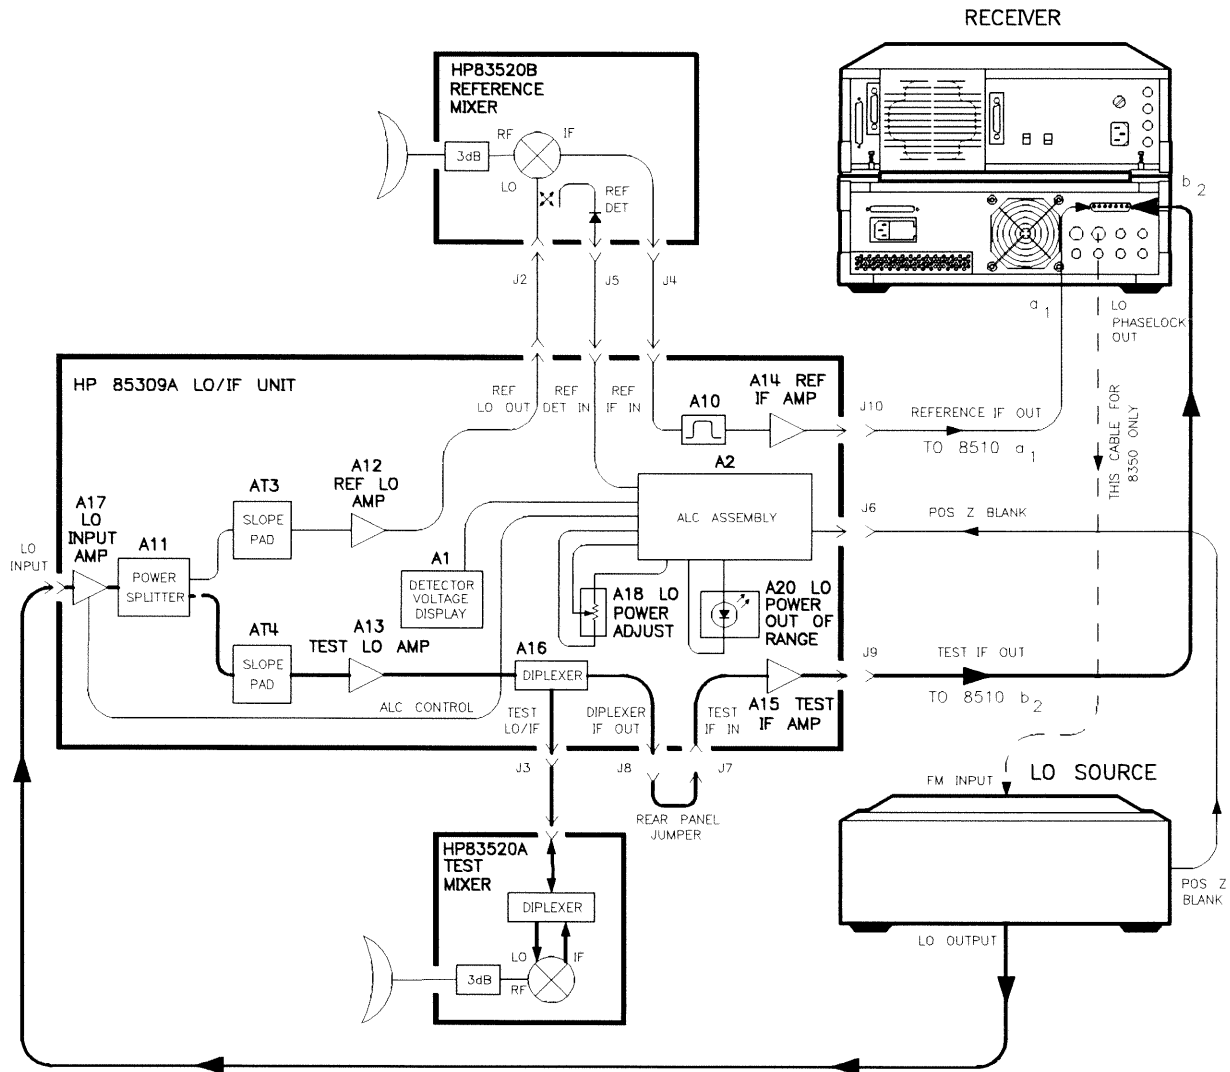 RECEIVER
HP83520B
REFERENCE
MIXER
RF
IF
3dB
LO
REF
DET
b2
J2
J5
J4
a1
LO
PHASELOCK
OUT
HP 85309A LO/IF UNIT
REF
LO OUT
REF
DET IN
REF
IF IN
A10
A14 REF
IF AMP
J10
REFERENCE IF OUT
TO 8510 a1
THIS CABLE FOR
8350 ONLY
A17
LO
INPUT
AMP
LO
INPUT
A11
POWER
SPLITTER
AT3
SLOPE
PAD
A12
REF LO
AMP
A1
DETECTOR
VOLTAGE
DISPLAY
A2
ALC ASSEMBLY
J6
POS Z BLANK
A18 LO
POWER
ADJUST
A20 LO
POWER
OUT OF
RANGE
AT4
SLOPE
PAD
A13
TEST LO AMP
A16
DIPLEXER
ALC CONTROL
TEST
LO/IF
DIPLEXER
IF OUT
TEST
IF IN
A15 TEST
IF AMP
J9
TEST IF OUT
TO 8510 b2
J3
J8
J7
REAR PANEL
JUMPER
FM INPUT
LO SOURCE
HP83520A
TEST
MIXER
DIPLEXER
LO
IF
3dB
RF
POS Z
BLANK
LO OUTPUT